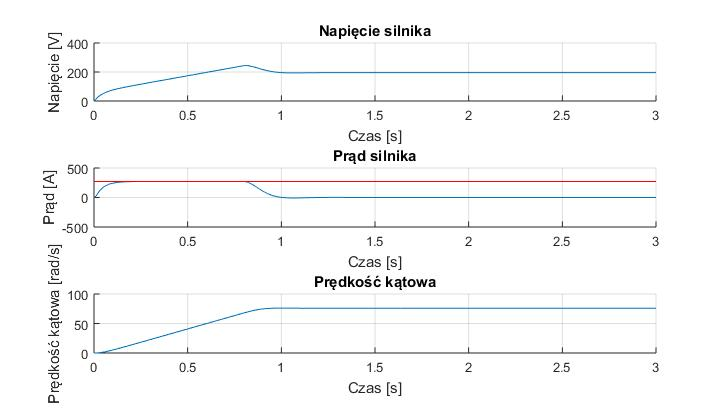 Napięcie silnika
Napięcie [V]
400
200
0
0 0.5 1 1.5 2 2.5 3
Czas [s]
Prąd silnika
Prąd [A]
500
0
-500
0 0.5 1 1.5 2 2.5 3
Czas [s]
Prędkość kątowa
Prędkość kątowa [rad/s]
100
50
0
0 0.5 1 1.5 2 2.5 3
Czas [s]